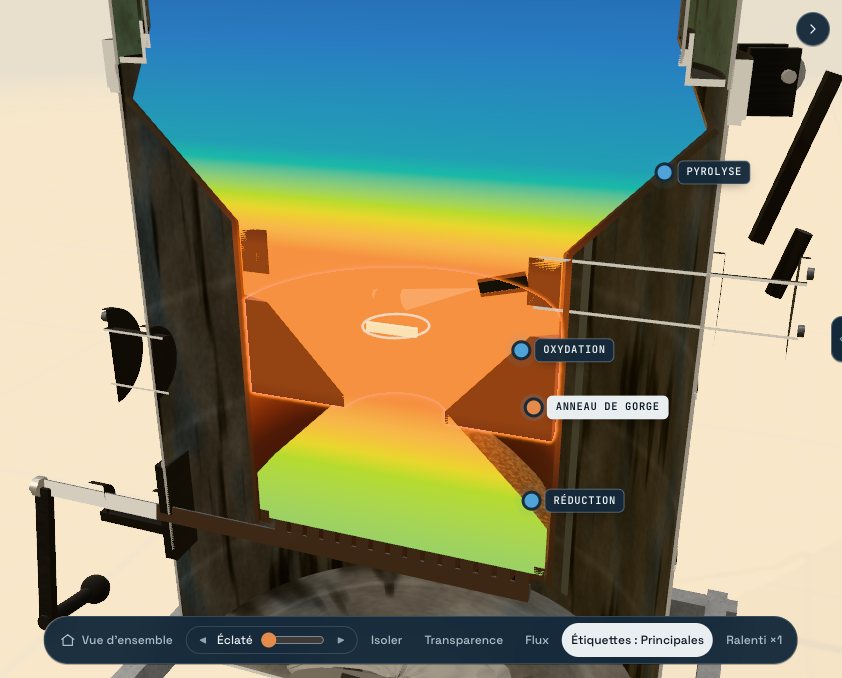 PYROLYSE
OXYDATION
ANNEAU DE GORGE
RÉDUCTION
Vue d'ensemble
Éclaté
Isoler
Transparence
Flux
Étiquettes : Principales
Ralenti ×1